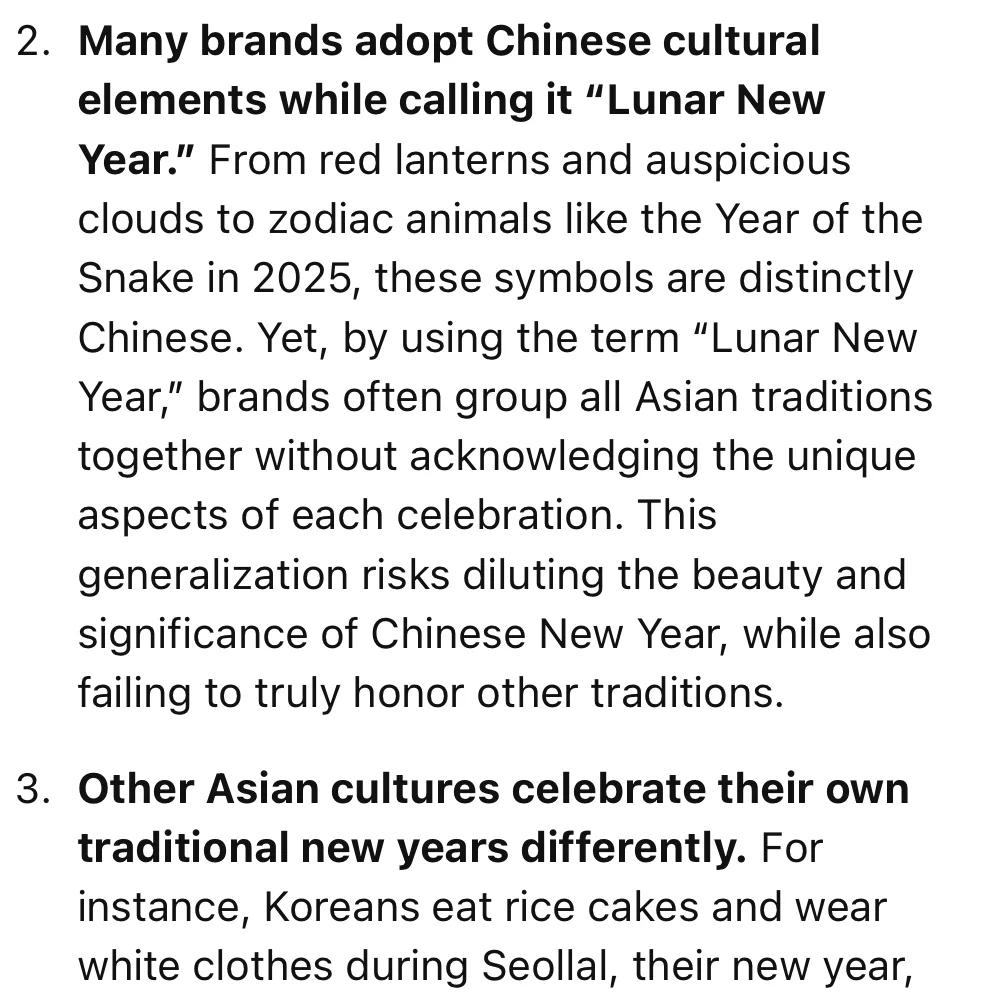 2. Many brands adopt Chinese cultural
elements while calling it “Lunar New
Year.” From red lanterns and auspicious
clouds to zodiac animals like the Year of the
Snake in 2025, these symbols are distinctly
Chinese. Yet, by using the term “Lunar New
Year,” brands often group all Asian traditions
together without acknowledging the unique
aspects of each celebration. This
generalization risks diluting the beauty and
significance of Chinese New Year, while also
failing to truly honor other traditions.
3. Other Asian cultures celebrate their own
traditional new years differently. For
instance, Koreans eat rice cakes and wear
white clothes during Seollal, their new year,